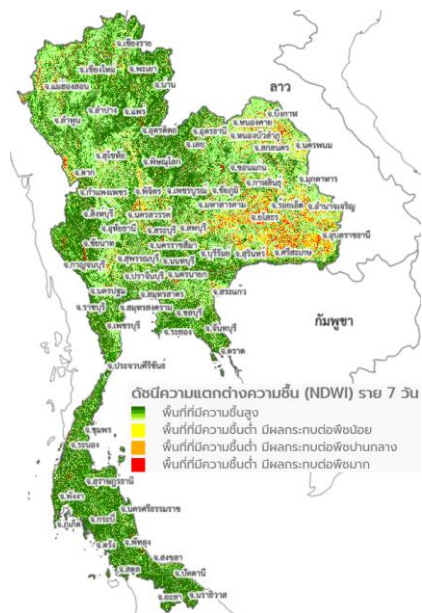 จ.เชียงราย
จ.เชียงใหม่
จ.พะเยา
จ.แม่ฮ่องสอน
จ.น่าน
จ.ลำปาง
จ.แพร่
จ.ลำพูน
จ.อุตรดิตถ์
ลาว
จ.บึงกาฬ
จ.หนองคาย
จ.อุดรธานี
จ.หนองบัวลำภู
จ.เลย
จ.สกลนคร
จ.นครพนม
จ.สุโขทัย
จ.พิษณุโลก
จ.ตาก
จ.ขอนแก่น
จ.กาฬสินธุ์
จ.มุกดาหาร
จ.กำแพงเพชร
จ.พิจิตร
จ.เพชรบูรณ์
จ.ชัยภูมิ
จ.มหาสารคาม
จ.ร้อยเอ็ด
จ.อำนาจเจริญ
จ.สิงห์บุรี
จ.นครสวรรค์
จ.ยโสธร
จ.อุทัยธานี
จ.สระบุรี
จ.ลพบุรี
จ.อุบลราชธานี
จ.ชัยนาท
จ.นครราชสีมา
จ.บุรีรัมย์
จ.สุรินทร์
จ.ศรีสะเกษ
จ.กาญจนบุรี
จ.สุพรรณบุรี
จ.นนทบุรี
จ.ปราจีนบุรี
จ.นครนายก
จ.สระแก้ว
จ.นครปฐม
จ.สมุทรสาคร
จ.ราชบุรี
จ.สมุทรสงคราม
จ.ชลบุรี
จ.เพชรบุรี
จ.ระยอง
จ.จันทบุรี
จ.ตราด
กัมพูชา
จ.ประจวบคีรีขันธ์
ดัชนีความแตกต่างความชื้น (NDWI) ราย 7 วัน
พื้นที่ที่มีความชื้นสูง
พื้นที่ที่มีความชื้นต่ำ มีผลกระทบต่อพืชน้อย
พื้นที่ที่มีความชื้นต่ำ มีผลกระทบต่อพืชปานกลาง
พื้นที่ที่มีความชื้นต่ำ มีผลกระทบต่อพืชมาก
จ.ชุมพร
จ.ระนอง
จ.สุราษฎร์ธานี
จ.พังงา
จ.นครศรีธรรมราช
จ.ภูเก็ต
จ.กระบี่
จ.ตรัง
จ.พัทลุง
จ.สงขลา
จ.สตูล
จ.ปัตตานี
จ.ยะลา
จ.นราธิวาส